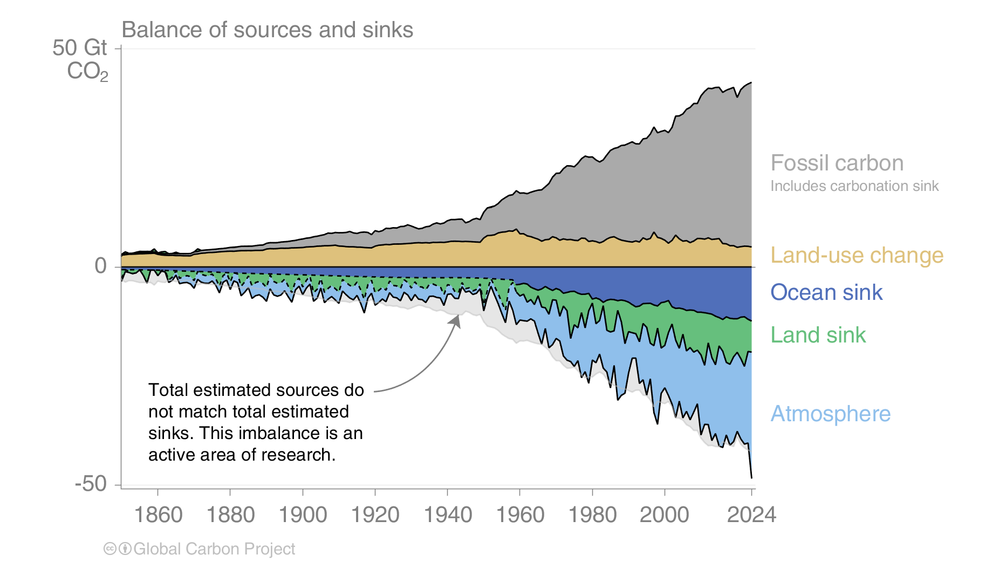 Balance of sources and sinks
50 Gt
CO₂
0
-50
Fossil carbon
Includes carbonation sink
Land-use change
Ocean sink
Land sink
Atmosphere
Total estimated sources do
not match total estimated
sinks. This imbalance is an
active area of research.
1860 1880 1900 1920 1940 1960 1980 2000 2024
cc Global Carbon Project